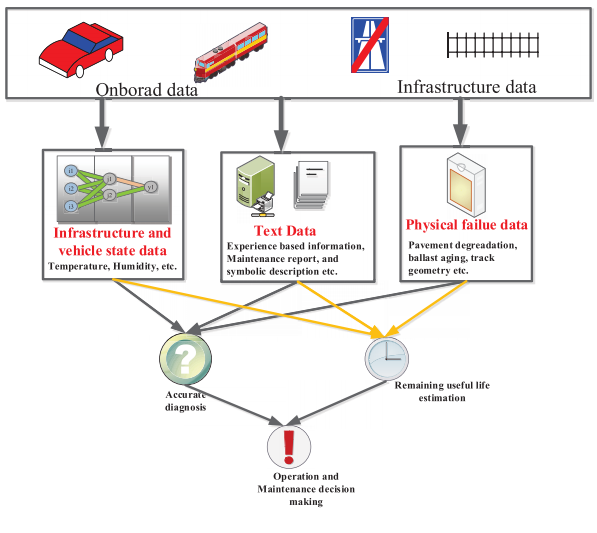 Onborad data
Infrastructure data
i1
i2
i3
j1
j2
y1
Infrastructure and
vehicle state data
Temperature, Humidity, etc.
Text Data
Experience based information,
Maintenance report, and
symbolic description etc.
Physical failue data
Pavement degreadation,
ballast aging, track
geometry etc.
?
Accurate
diagnosis
Remaining useful life
estimation
!
Operation and
Maintenance decision
making